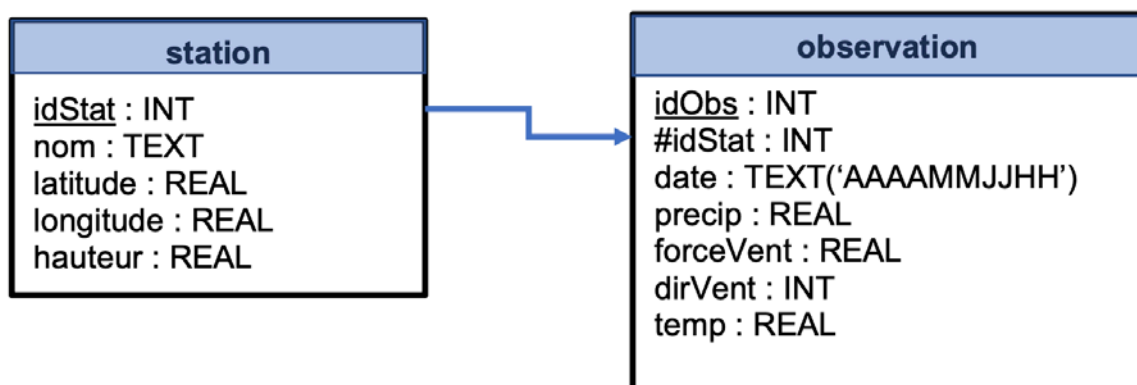 station
idStat : INT
nom : TEXT
latitude : REAL
longitude : REAL
hauteur : REAL
observation
idObs : INT
#idStat : INT
date : TEXT(‘AAAAMMJJHH’)
precip : REAL
forceVent : REAL
dirVent : INT
temp : REAL